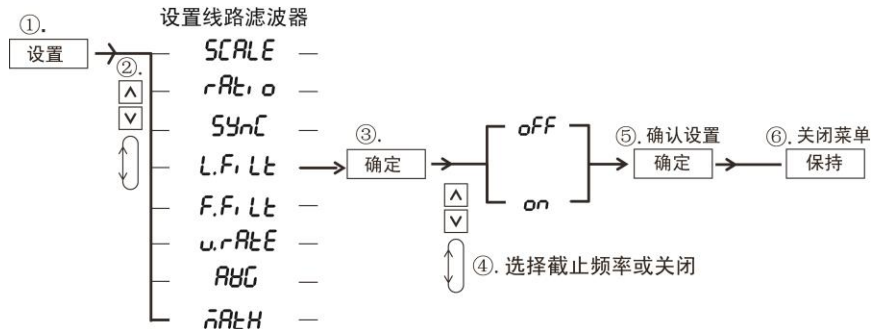 设置线路滤波器
①.
设置
②.
SCALE
rAtio
SYnC
L.FiLt
F.FiLt
u.rAtE
AVG
MAtH
③.
确定
oFF
on
④. 选择截止频率或关闭
⑤. 确认设置
确定
⑥. 关闭菜单
保持